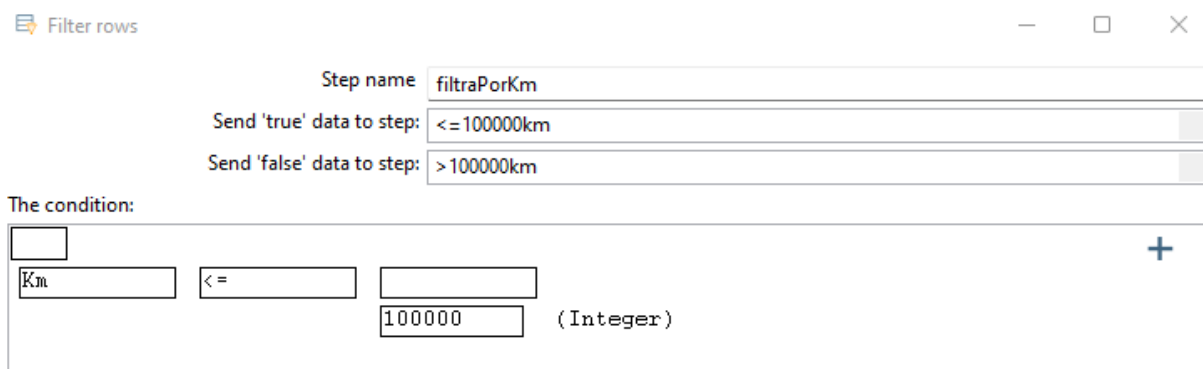 Filter rows
Step name filtraPorKm
Send 'true' data to step: <=100000km
Send 'false' data to step: >100000km
The condition:
Km <=
100000 (Integer)